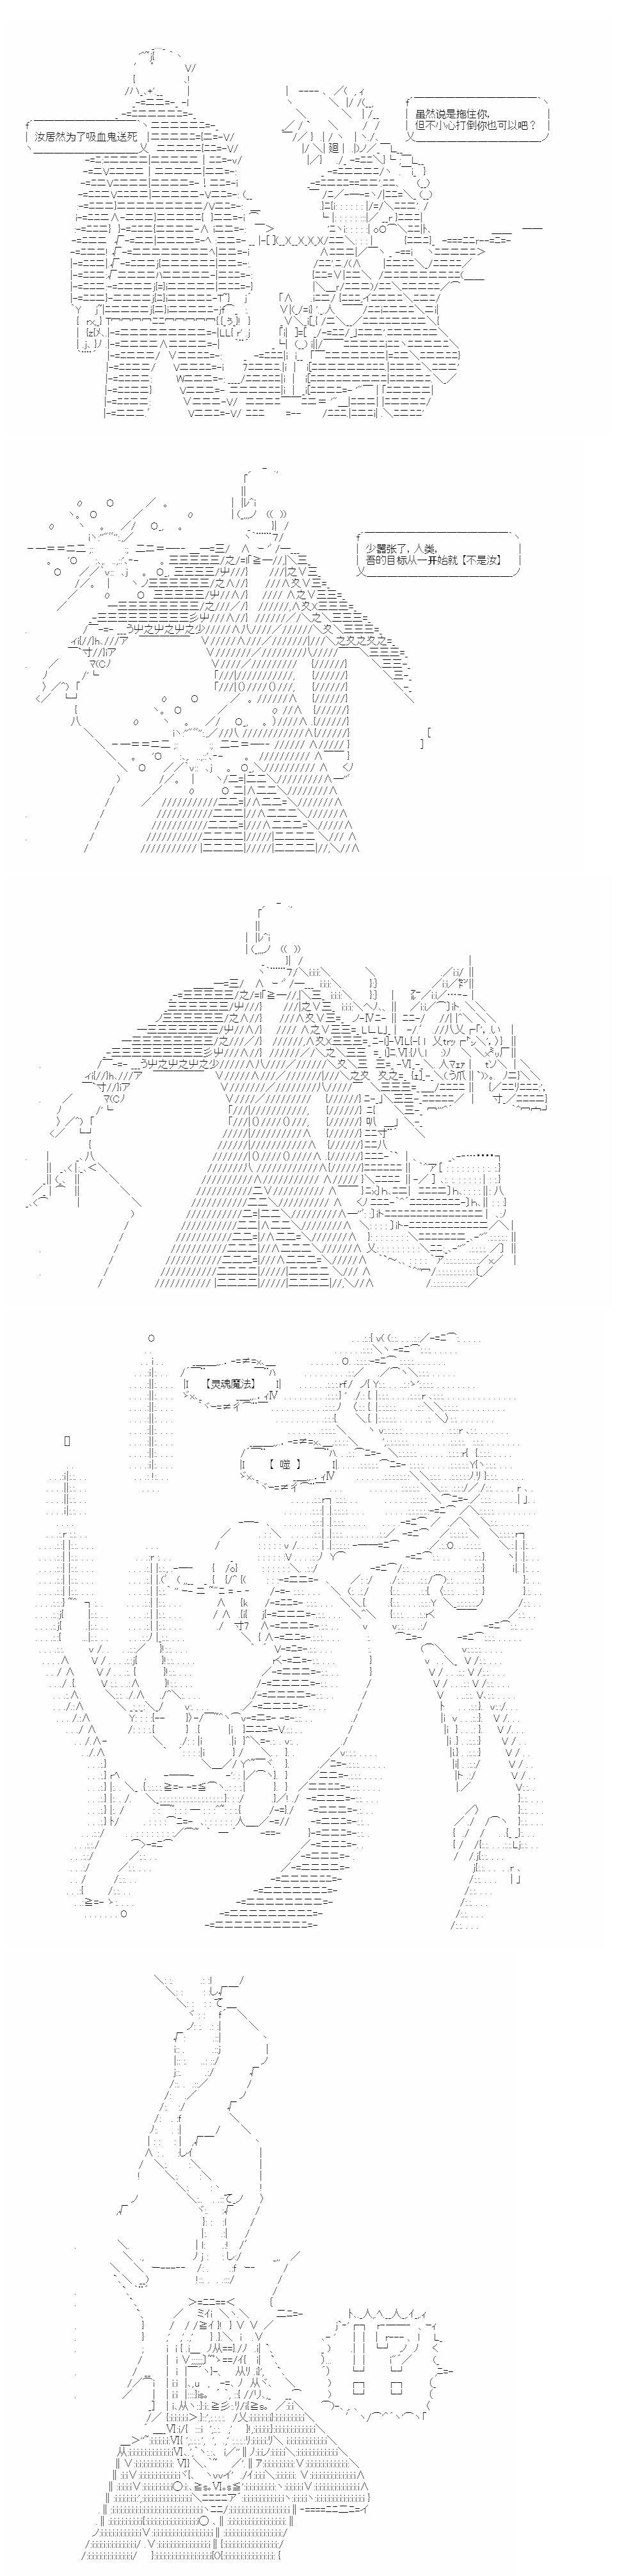 汝居然为了吸血鬼送死
虽然说是拖住你，
但不小心打倒你也可以吧？
少嚣张了，人类，
吾的目标从一开始就【不是汝】
【灵魂魔法】
【 噬 】